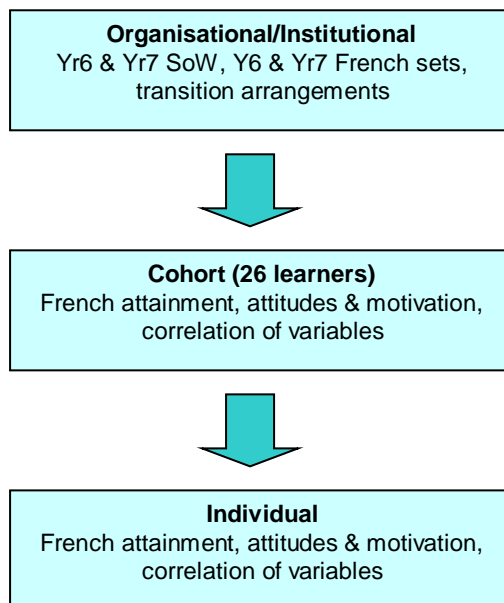 Organisational/Institutional
Yr6 & Yr7 SoW, Y6 & Yr7 French sets,
transition arrangements
Cohort (26 learners)
French attainment, attitudes & motivation,
correlation of variables
Individual
French attainment, attitudes & motivation,
correlation of variables